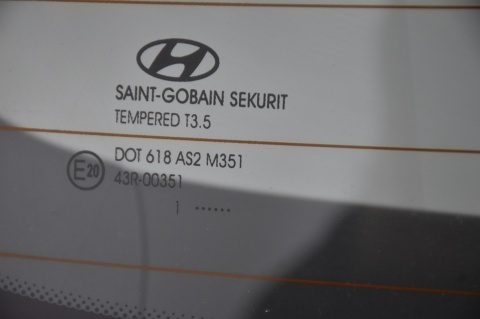 SAINT-GOBAIN SEKURIT
TEMPERED T3.5
DOT 618 AS2 M351
E20
43R-00351
1 ......